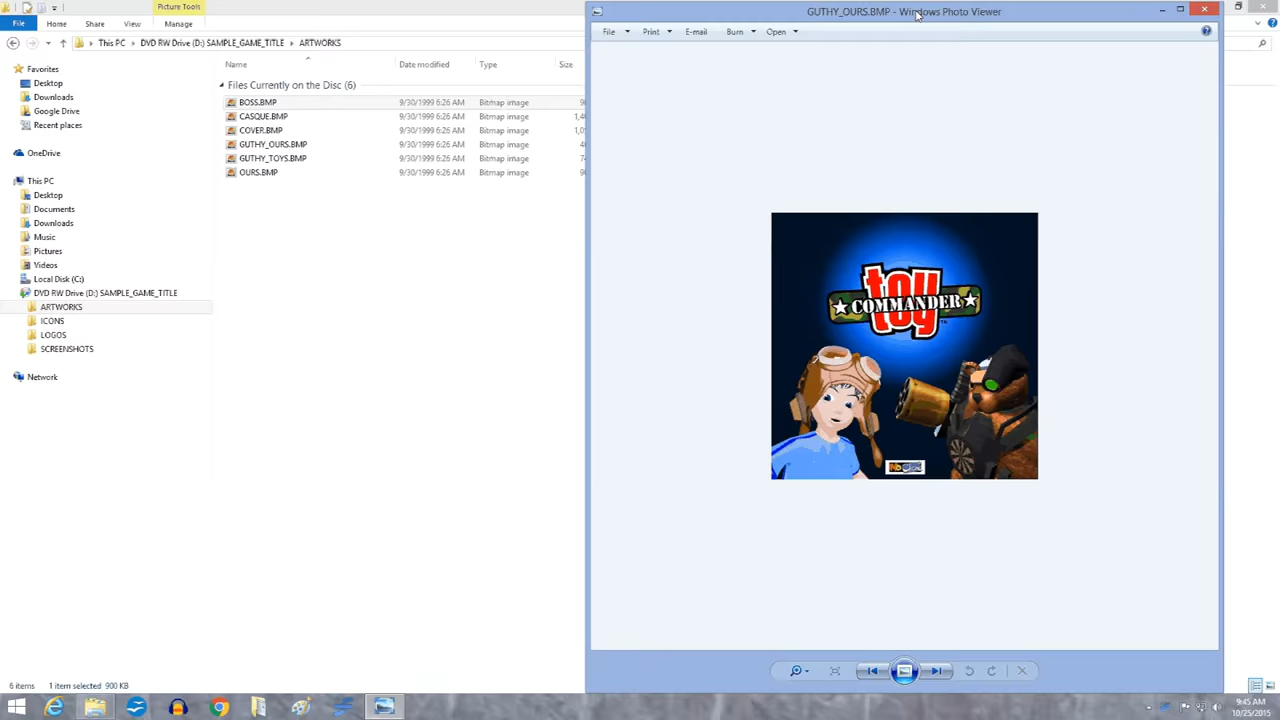 Picture Tools
File Home Share View Manage
This PC DVD RW Drive (D:) SAMPLE_GAME_TITLE ARTWORKS
Favorites
Desktop
Downloads
Google Drive
Recent places
OneDrive
This PC
Desktop
Documents
Downloads
Music
Pictures
Videos
Local Disk (C:)
DVD RW Drive (D:) SAMPLE_GAME_TITLE
ARTWORKS
ICONS
LOGOS
SCREENSHOTS
Network
Name Date modified Type Size
Files Currently on the Disc (6)
BOSS.BMP 9/30/1999 6:26 AM Bitmap image
CASQUE.BMP 9/30/1999 6:26 AM Bitmap image
COVER.BMP 9/30/1999 6:26 AM Bitmap image
GUTHY_OURS.BMP 9/30/1999 6:26 AM Bitmap image
GUTHY_TOYS.BMP 9/30/1999 6:26 AM Bitmap image
OURS.BMP 9/30/1999 6:26 AM Bitmap image
GUTHY_OURS.BMP - Windows Photo Viewer
File Print E-mail Burn Open
toy
COMMANDER
6 items 1 item selected 900 KB
9:45 AM
10/25/2015